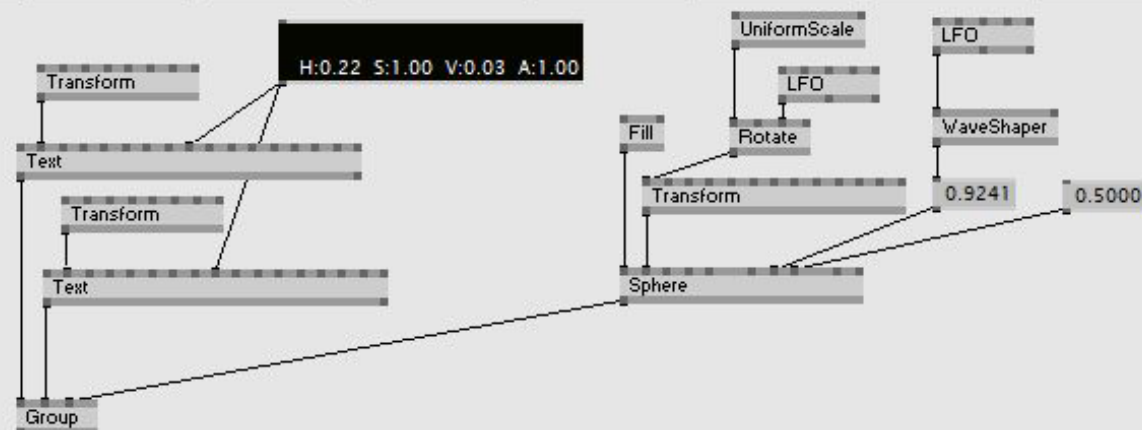 H:0.22 S:1.00 V:0.03 A:1.00
Transform
Text
Transform
Text
Group
UniformScale
LFO
LFO
Fill
Rotate
WaveShaper
Transform
0.9241
0.5000
Sphere